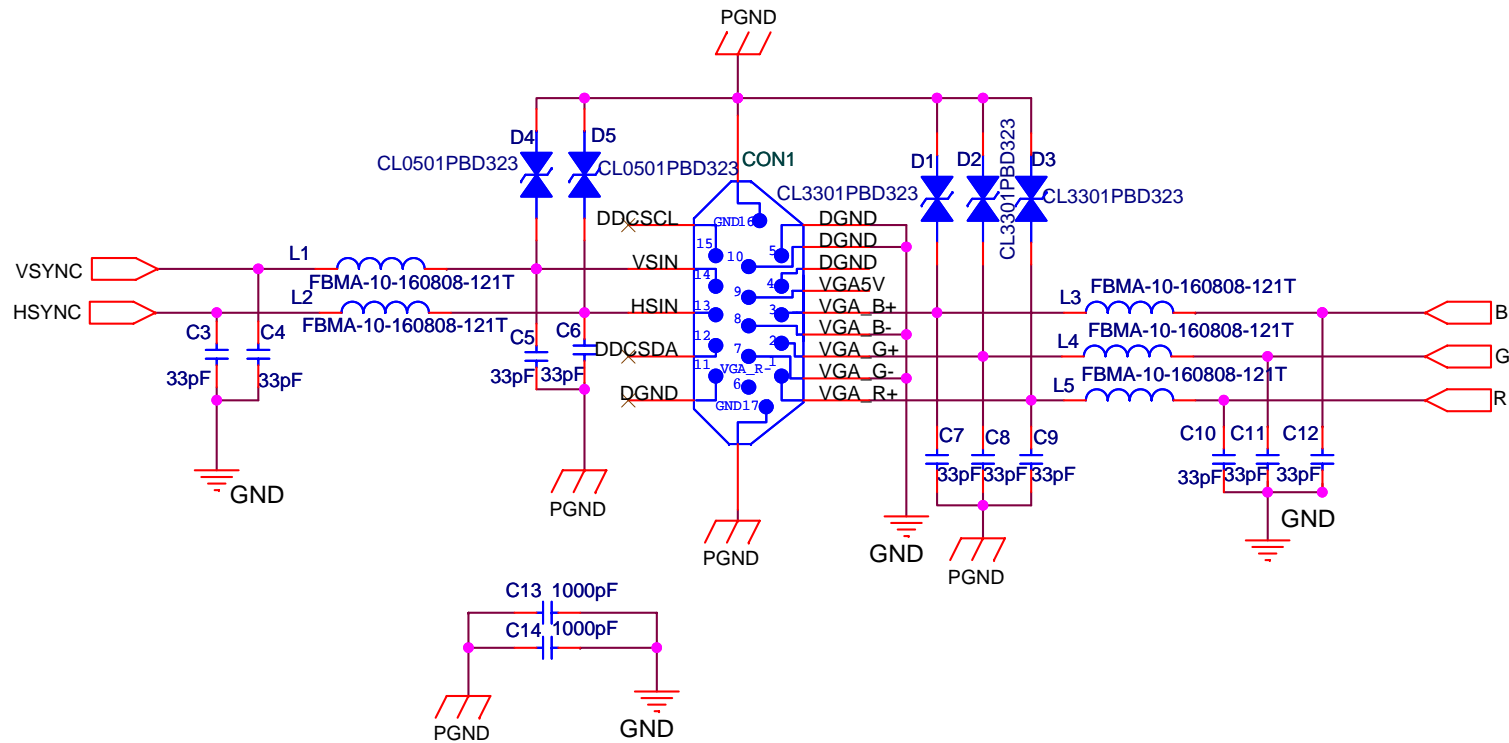 PGND
D4
D5
CL0501PBD323
CL0501PBD323
CON1
D1
D2
D3
CL3301PBD323
CL3301PBD323
CL3301PBD323
DDCSCL
VSIN
HSIN
DDCSDA
DGND
GND16
15
14
13
12
11
10
9
8
7
6
5
4
3
2
1
VGA_R-
GND17
DGND
DGND
DGND
VGA5V
VGA_B+
VGA_B-
VGA_G+
VGA_G-
VGA_R+
VSYNC
HSYNC
L1
FBMA-10-160808-121T
L2
FBMA-10-160808-121T
C3
33pF
C4
33pF
C5
33pF
C6
33pF
GND
PGND
PGND
GND
L3
FBMA-10-160808-121T
L4
FBMA-10-160808-121T
L5
FBMA-10-160808-121T
B
G
R
C7
33pF
C8
33pF
C9
33pF
PGND
C10
33pF
C11
33pF
C12
33pF
GND
C13
1000pF
C14
1000pF
PGND
GND